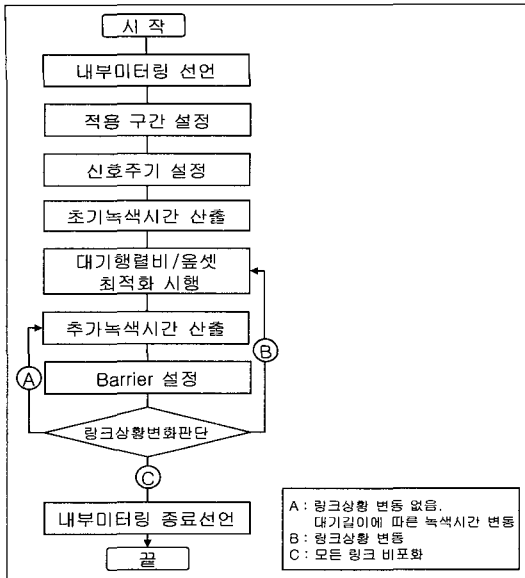 시 작
내부미터링 선언
적용 구간 설정
신호주기 설정
초기녹색시간 산출
대기행렬비/옵셋
최적화 시행
추가녹색시간 산출
B
A
Barrier 설정
링크상황변화판단
C
내부미터링 종료선언
끝
A : 링크상황 변동 없음.
대기길이에 따른 녹색시간 변동
B : 링크상황 변동
C : 모든 링크 비포화